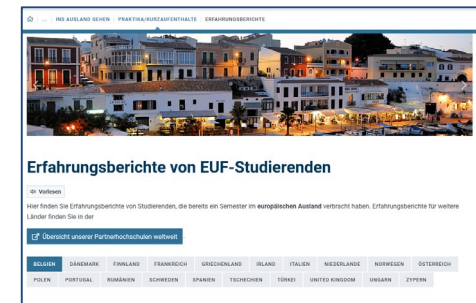 ... INS AUSLAND GEHEN PRAKTIKA/KURZAUFENTHALTE ERFAHRUNGSBERICHTE
Erfahrungsberichte von EUF-Studierenden
Vorlesen
Hier finden Sie Erfahrungsberichte von Studierenden, die bereits ein Semester im europäischen Ausland verbracht haben. Erfahrungsberichte für weitere
Länder finden Sie in der
Übersicht unserer Partnerhochschulen weltweit
BELGIEN DÄNEMARK FINNLAND FRANKREICH GRIECHENLAND IRLAND ITALIEN NIEDERLANDE NORWEGEN ÖSTERREICH
POLEN PORTUGAL RUMÄNIEN SCHWEDEN SPANIEN TSCHECHIEN TÜRKEI UNITED KINGDOM UNGARN ZYPERN